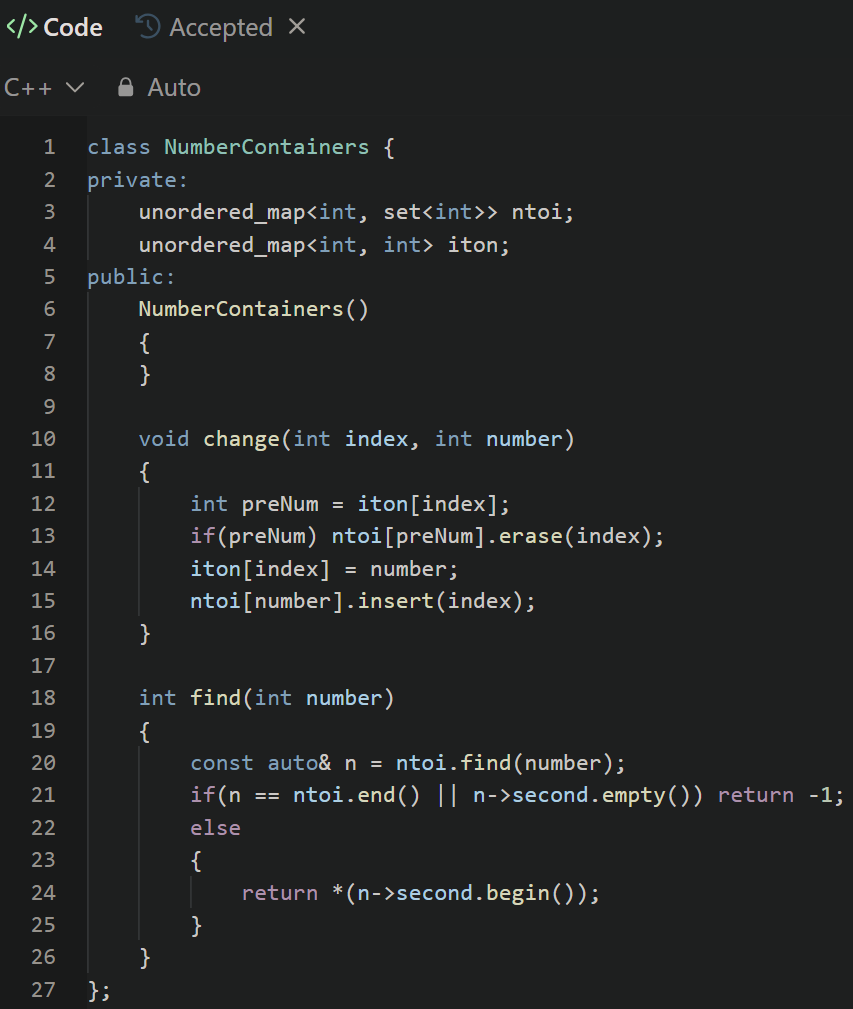 </> Code Accepted ×
C++ Auto
1 class NumberContainers {
2 private:
3     unordered_map<int, set<int>> ntoi;
4     unordered_map<int, int> iton;
5 public:
6     NumberContainers()
7     {
8     }
9
10     void change(int index, int number)
11     {
12         int preNum = iton[index];
13         if(preNum) ntoi[preNum].erase(index);
14         iton[index] = number;
15         ntoi[number].insert(index);
16     }
17
18     int find(int number)
19     {
20         const auto& n = ntoi.find(number);
21         if(n == ntoi.end() || n->second.empty()) return -1;
22         else
23         {
24             return *(n->second.begin());
25         }
26     }
27 };